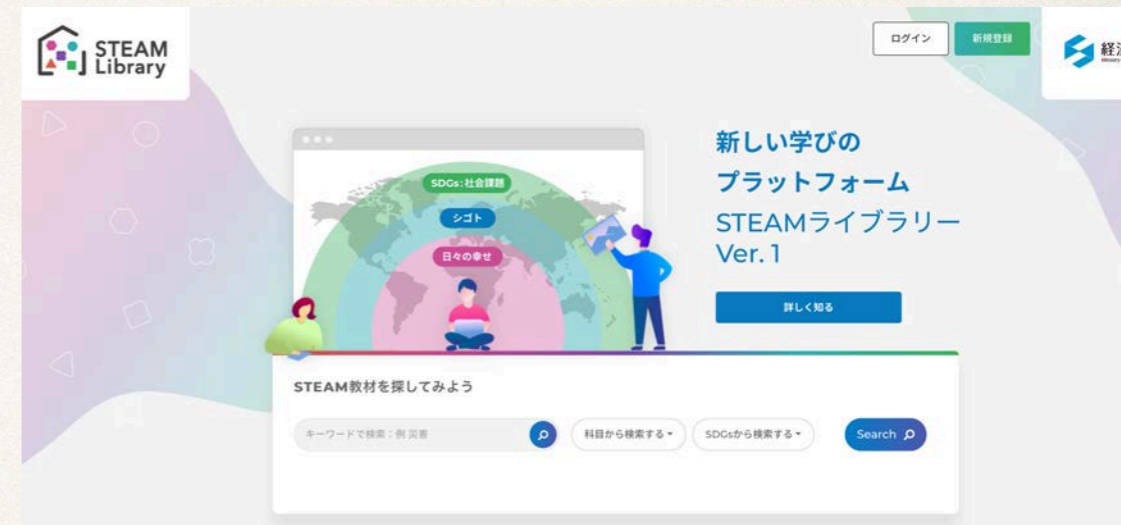 STEAM
Library
ログイン
新規登録
経済
SDGs:社会課題
シゴト
日々の幸せ
新しい学びの
プラットフォーム
STEAMライブラリー
Ver. 1
詳しく知る
STEAM教材を探してみよう
キーワードで検索：例 災害
科目から検索する
SDGsから検索する
Search